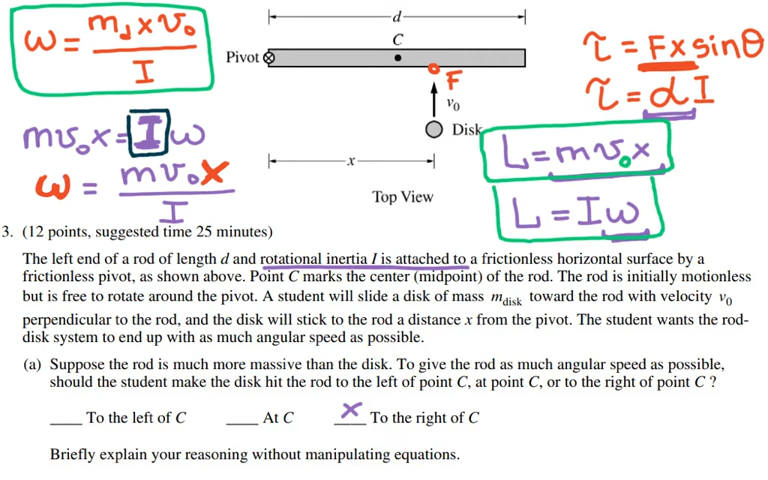 ω = m_d x v₀ / I
d
C
Pivot
F
v₀
Disk
x
Top View
τ = Fx sinθ
τ = αI
mv₀x = Iω
ω = mv₀x / I
L = mv₀x
L = Iω
3. (12 points, suggested time 25 minutes)
The left end of a rod of length d and rotational inertia I is attached to a frictionless horizontal surface by a
frictionless pivot, as shown above. Point C marks the center (midpoint) of the rod. The rod is initially motionless
but is free to rotate around the pivot. A student will slide a disk of mass m_disk toward the rod with velocity v₀
perpendicular to the rod, and the disk will stick to the rod a distance x from the pivot. The student wants the rod-
disk system to end up with as much angular speed as possible.
(a) Suppose the rod is much more massive than the disk. To give the rod as much angular speed as possible,
should the student make the disk hit the rod to the left of point C, at point C, or to the right of point C ?
____ To the left of C ____ At C __x__ To the right of C
Briefly explain your reasoning without manipulating equations.